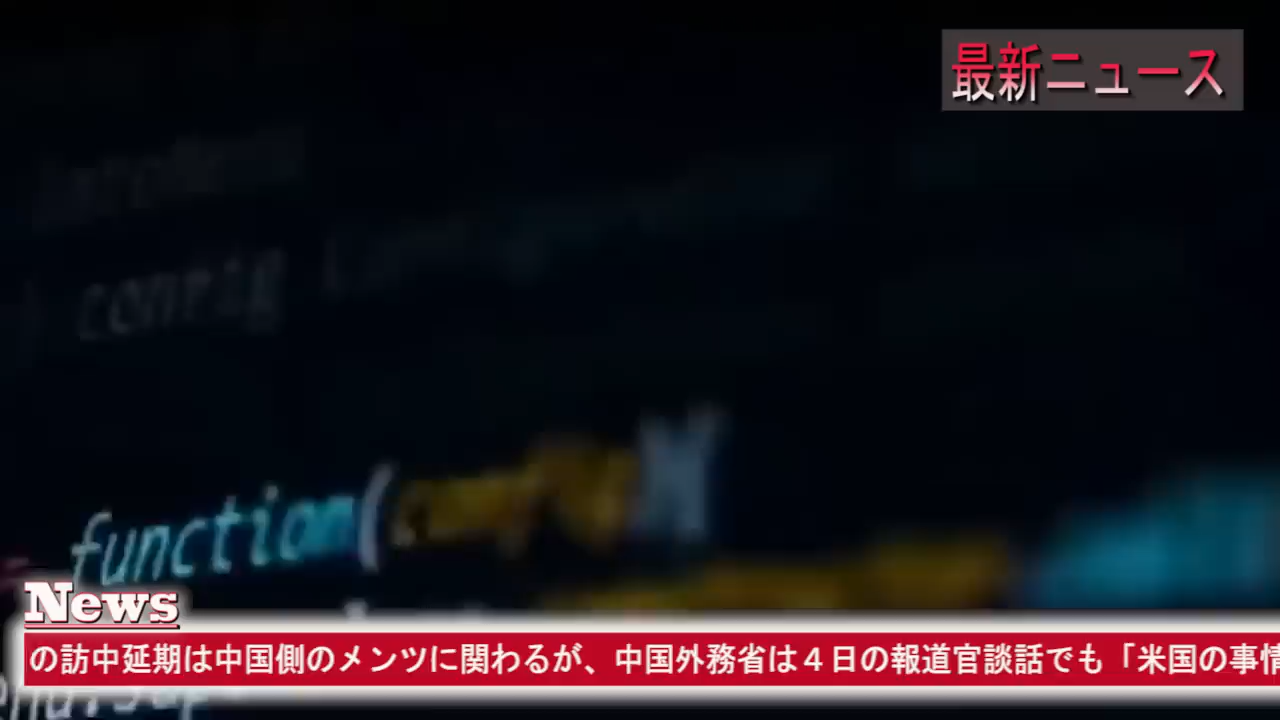 最新ニュース
config
function(
News
の訪中延期は中国側のメンツに関わるが、中国外務省は４日の報道官談話でも「米国の事情